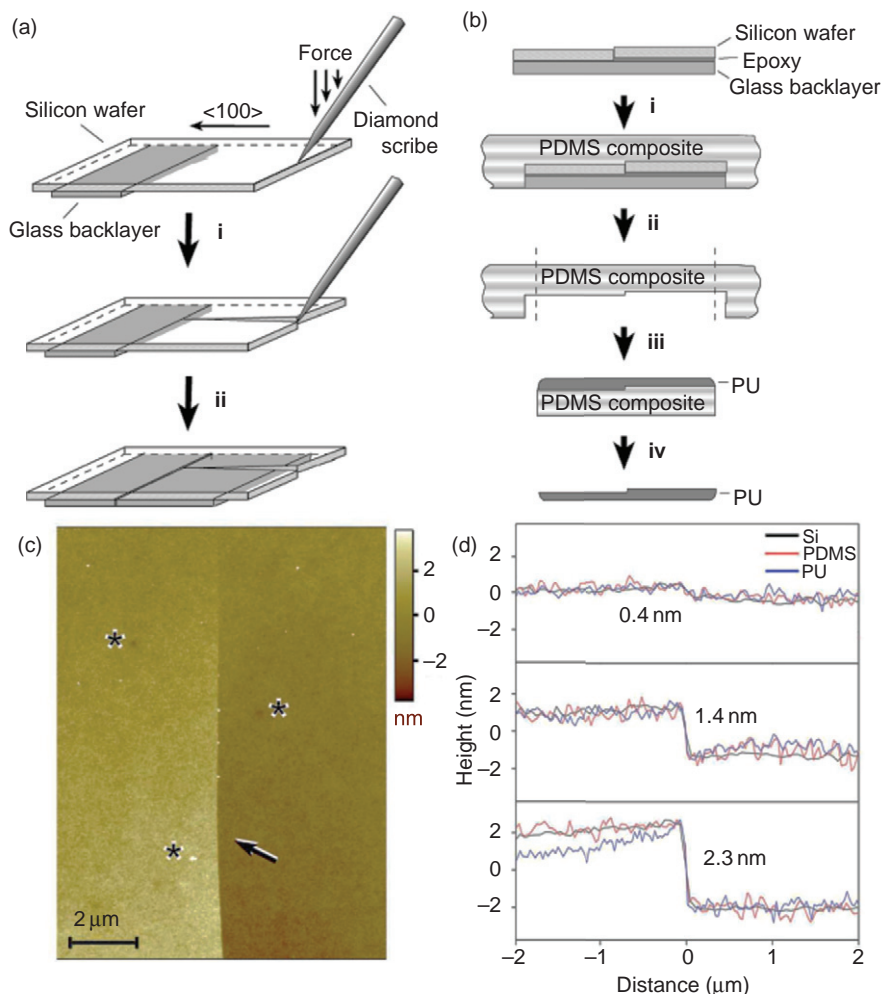 (a)
Force
<100>
Silicon wafer
Diamond
scribe
Glass backlayer
i
ii
(b)
Silicon wafer
Epoxy
Glass backlayer
i
PDMS composite
ii
PDMS composite
iii
PU
PDMS composite
iv
PU
(c)
2
0
−2
nm
*
*
*
2 μm
(d)
Si
PDMS
PU
2
0
−2
0.4 nm
2
0
−2
1.4 nm
2
0
−2
2.3 nm
Height (nm)
−2
−1
0
1
2
Distance (μm)